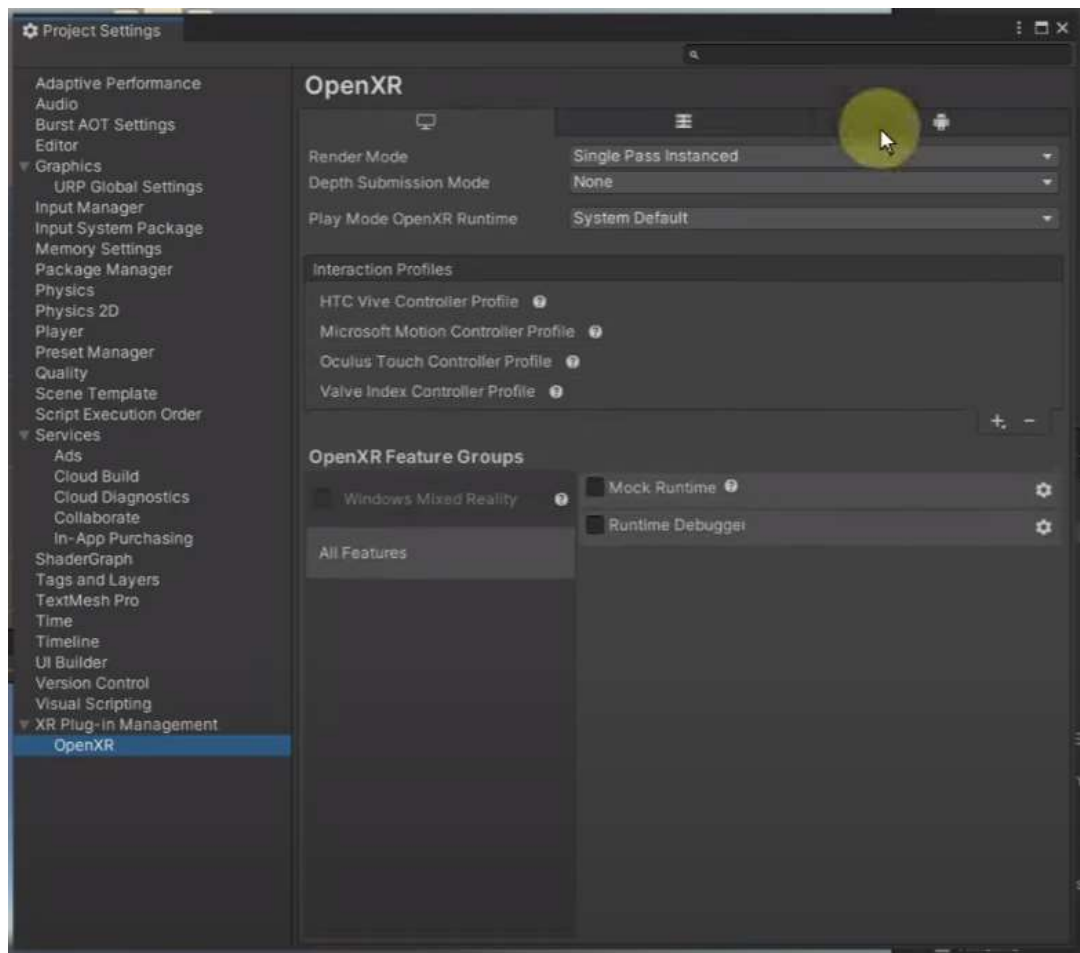 Project Settings
OpenXR
Adaptive Performance
Audio
Burst AOT Settings
Editor
Graphics
URP Global Settings
Input Manager
Input System Package
Memory Settings
Package Manager
Physics
Physics 2D
Player
Preset Manager
Quality
Scene Template
Script Execution Order
Services
Ads
Cloud Build
Cloud Diagnostics
Collaborate
In-App Purchasing
ShaderGraph
Tags and Layers
TextMesh Pro
Time
Timeline
UI Builder
Version Control
Visual Scripting
XR Plug-in Management
OpenXR
Render Mode Single Pass Instanced
Depth Submission Mode None
Play Mode OpenXR Runtime System Default
Interaction Profiles
HTC Vive Controller Profile
Microsoft Motion Controller Profile
Oculus Touch Controller Profile
Valve Index Controller Profile
+ -
OpenXR Feature Groups
Windows Mixed Reality
All Features
Mock Runtime
Runtime Debugger